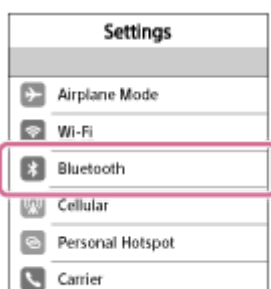 Settings
Airplane Mode
Wi-Fi
Bluetooth
Cellular
Personal Hotspot
Carrier